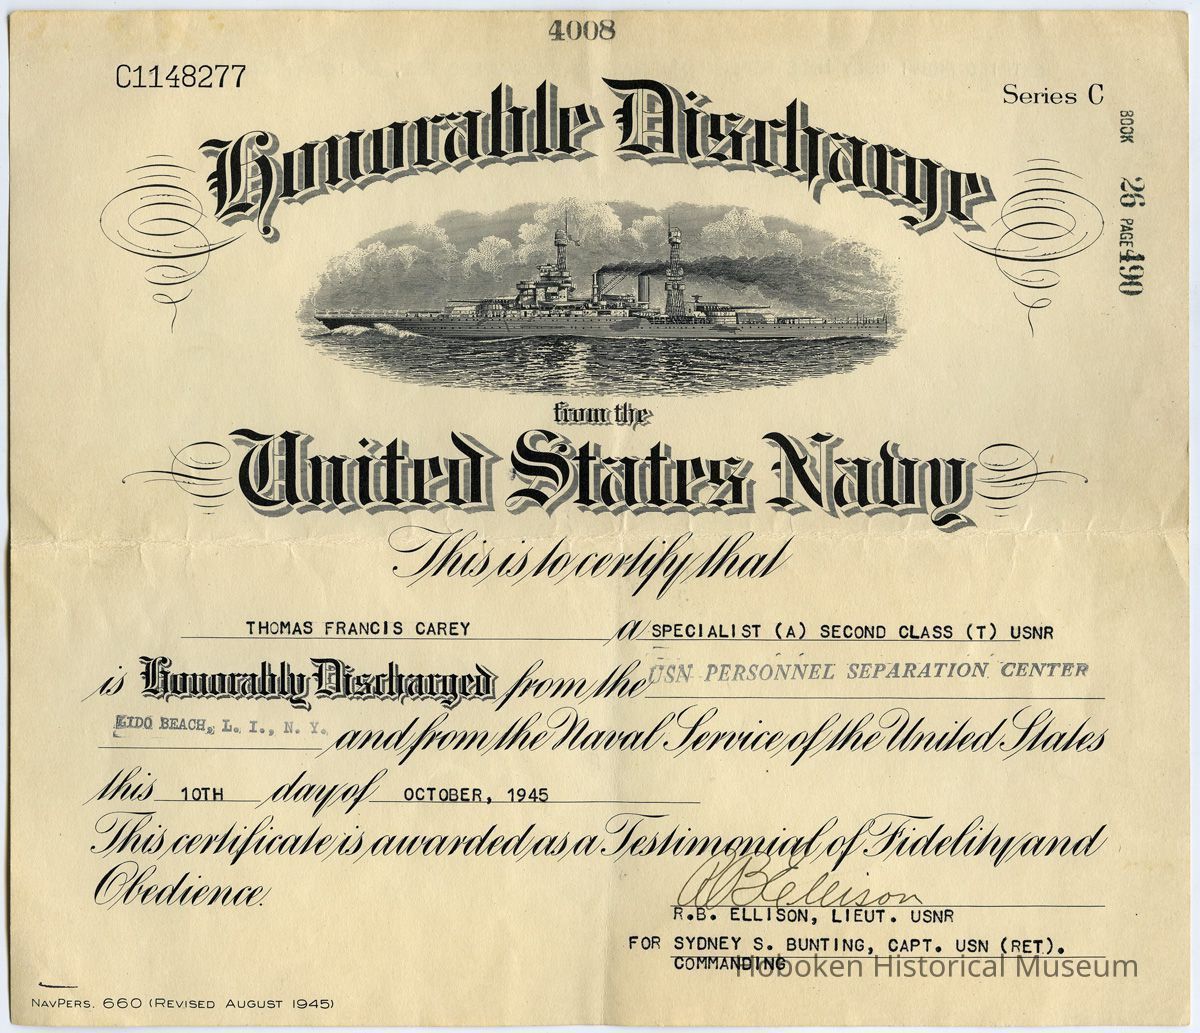 4008
C1148277
Series C
BOOK 26 PAGE 490
Honorable Discharge
from the
United States Navy
This is to certify that
THOMAS FRANCIS CAREY a SPECIALIST (A) SECOND CLASS (T) USNR
is Honorably Discharged from the USN PERSONNEL SEPARATION CENTER
LIDO BEACH, L. I., N. Y. and from the Naval Service of the United States
this 10TH day of OCTOBER, 1945
This certificate is awarded as a Testimonial of Fidelity and
Obedience.
R B Ellison
R.B. ELLISON, LIEUT. USNR
FOR SYDNEY S. BUNTING, CAPT. USN (RET).
COMMANDING
Hoboken Historical Museum
NAVPERS. 660 (REVISED AUGUST 1945)